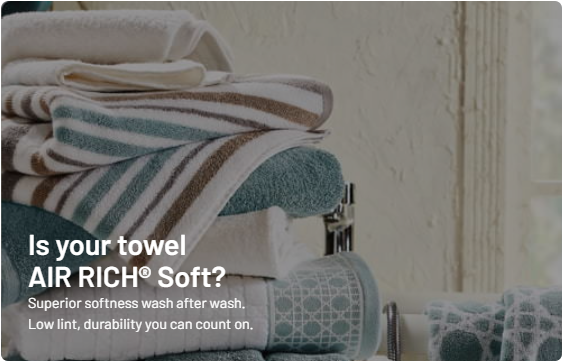 Is your towel
AIR RICH® Soft?
Superior softness wash after wash.
Low lint, durability you can count on.